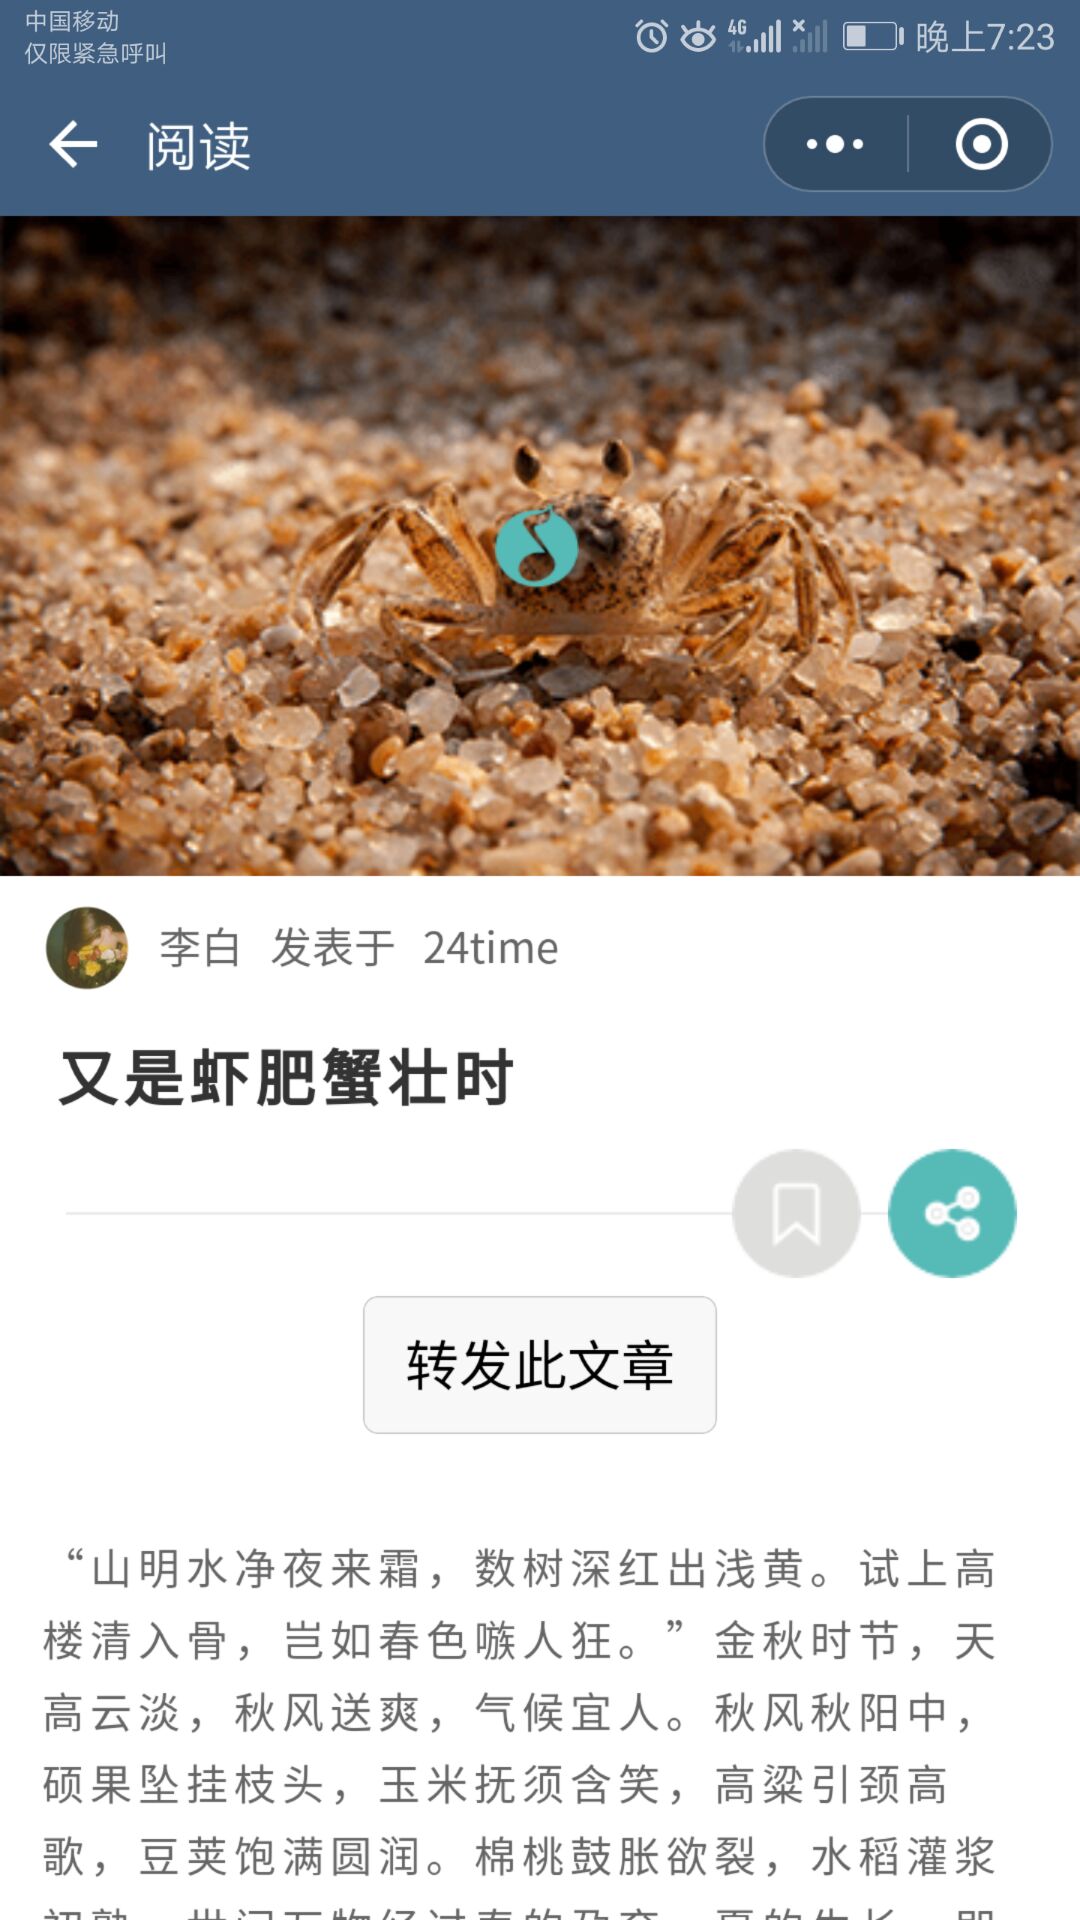 中国移动
仅限紧急呼叫
4G
晚上7:23
阅读
李白 发表于 24time
又是虾肥蟹壮时
转发此文章
“山明水净夜来霜，数树深红出浅黄。试上高
楼清入骨，岂如春色嗾人狂。”金秋时节，天
高云淡，秋风送爽，气候宜人。秋风秋阳中，
硕果坠挂枝头，玉米抚须含笑，高粱引颈高
歌，豆荚饱满圆润。棉桃鼓胀欲裂，水稻灌浆